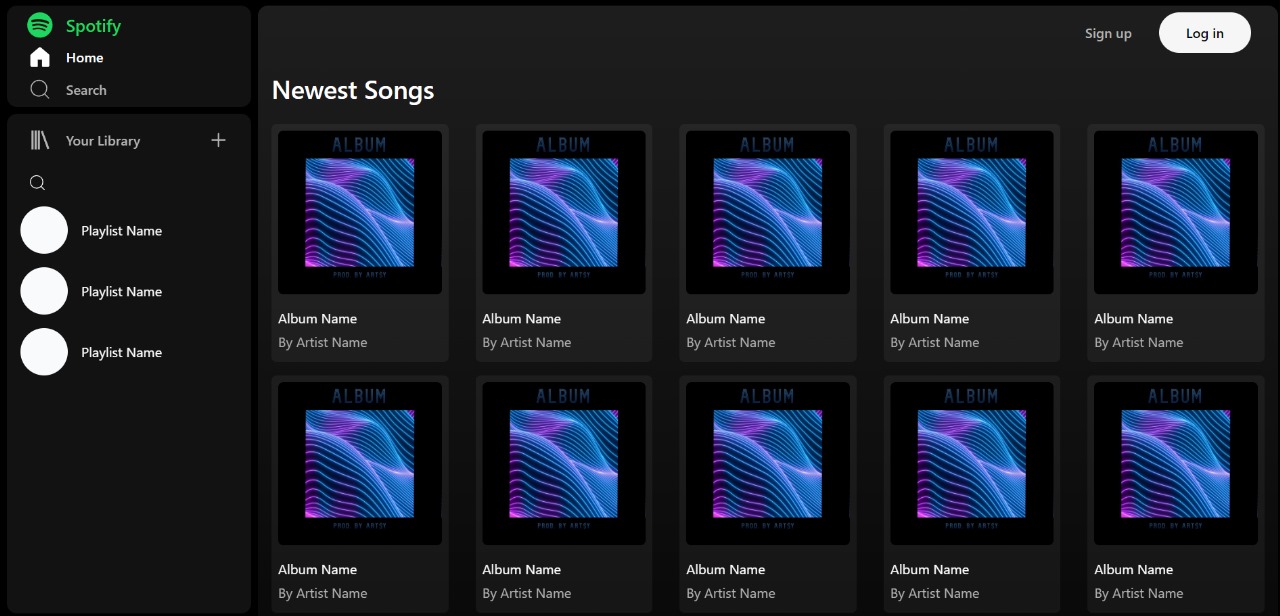 Spotify
Home
Search
Your Library
Playlist Name
Playlist Name
Playlist Name
Sign up
Log in
Newest Songs
ALBUM ALBUM ALBUM ALBUM ALBUM
PROD BY ARTSY PROD BY ARTSY PROD BY ARTSY PROD BY ARTSY PROD BY ARTSY
Album Name Album Name Album Name Album Name Album Name
By Artist Name By Artist Name By Artist Name By Artist Name By Artist Name
ALBUM ALBUM ALBUM ALBUM ALBUM
PROD BY ARTSY PROD BY ARTSY PROD BY ARTSY PROD BY ARTSY PROD BY ARTSY
Album Name Album Name Album Name Album Name Album Name
By Artist Name By Artist Name By Artist Name By Artist Name By Artist Name